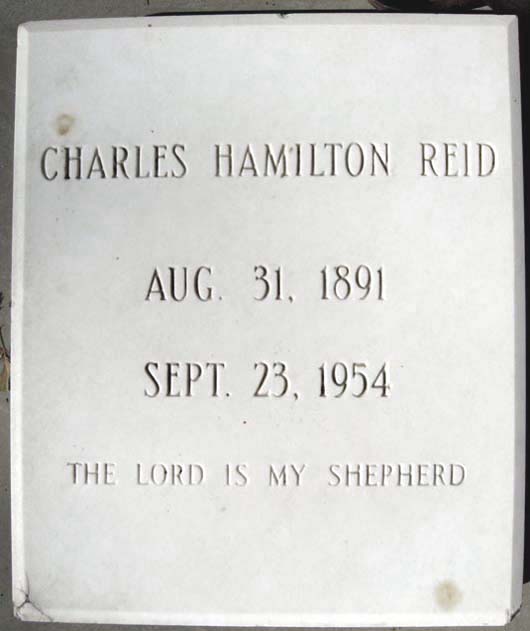 CHARLES HAMILTON REID
AUG. 31, 1891
SEPT. 23, 1954
THE LORD IS MY SHEPHERD